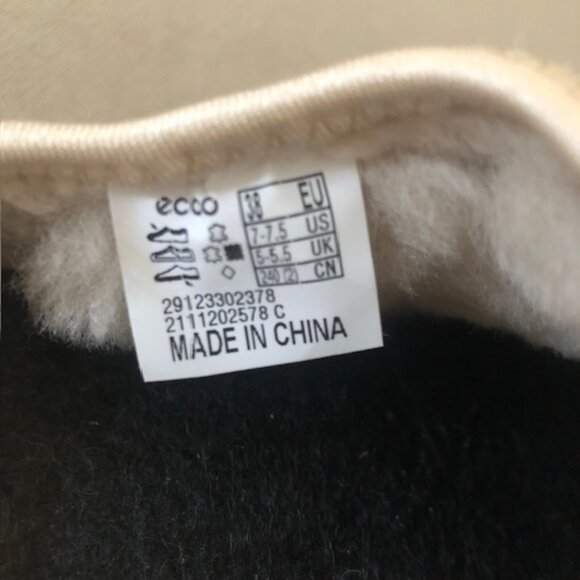 ecco
38 EU
7-7.5 US
5-5.5 UK
240 (2) CN
29123302378
2111202578 C
MADE IN CHINA